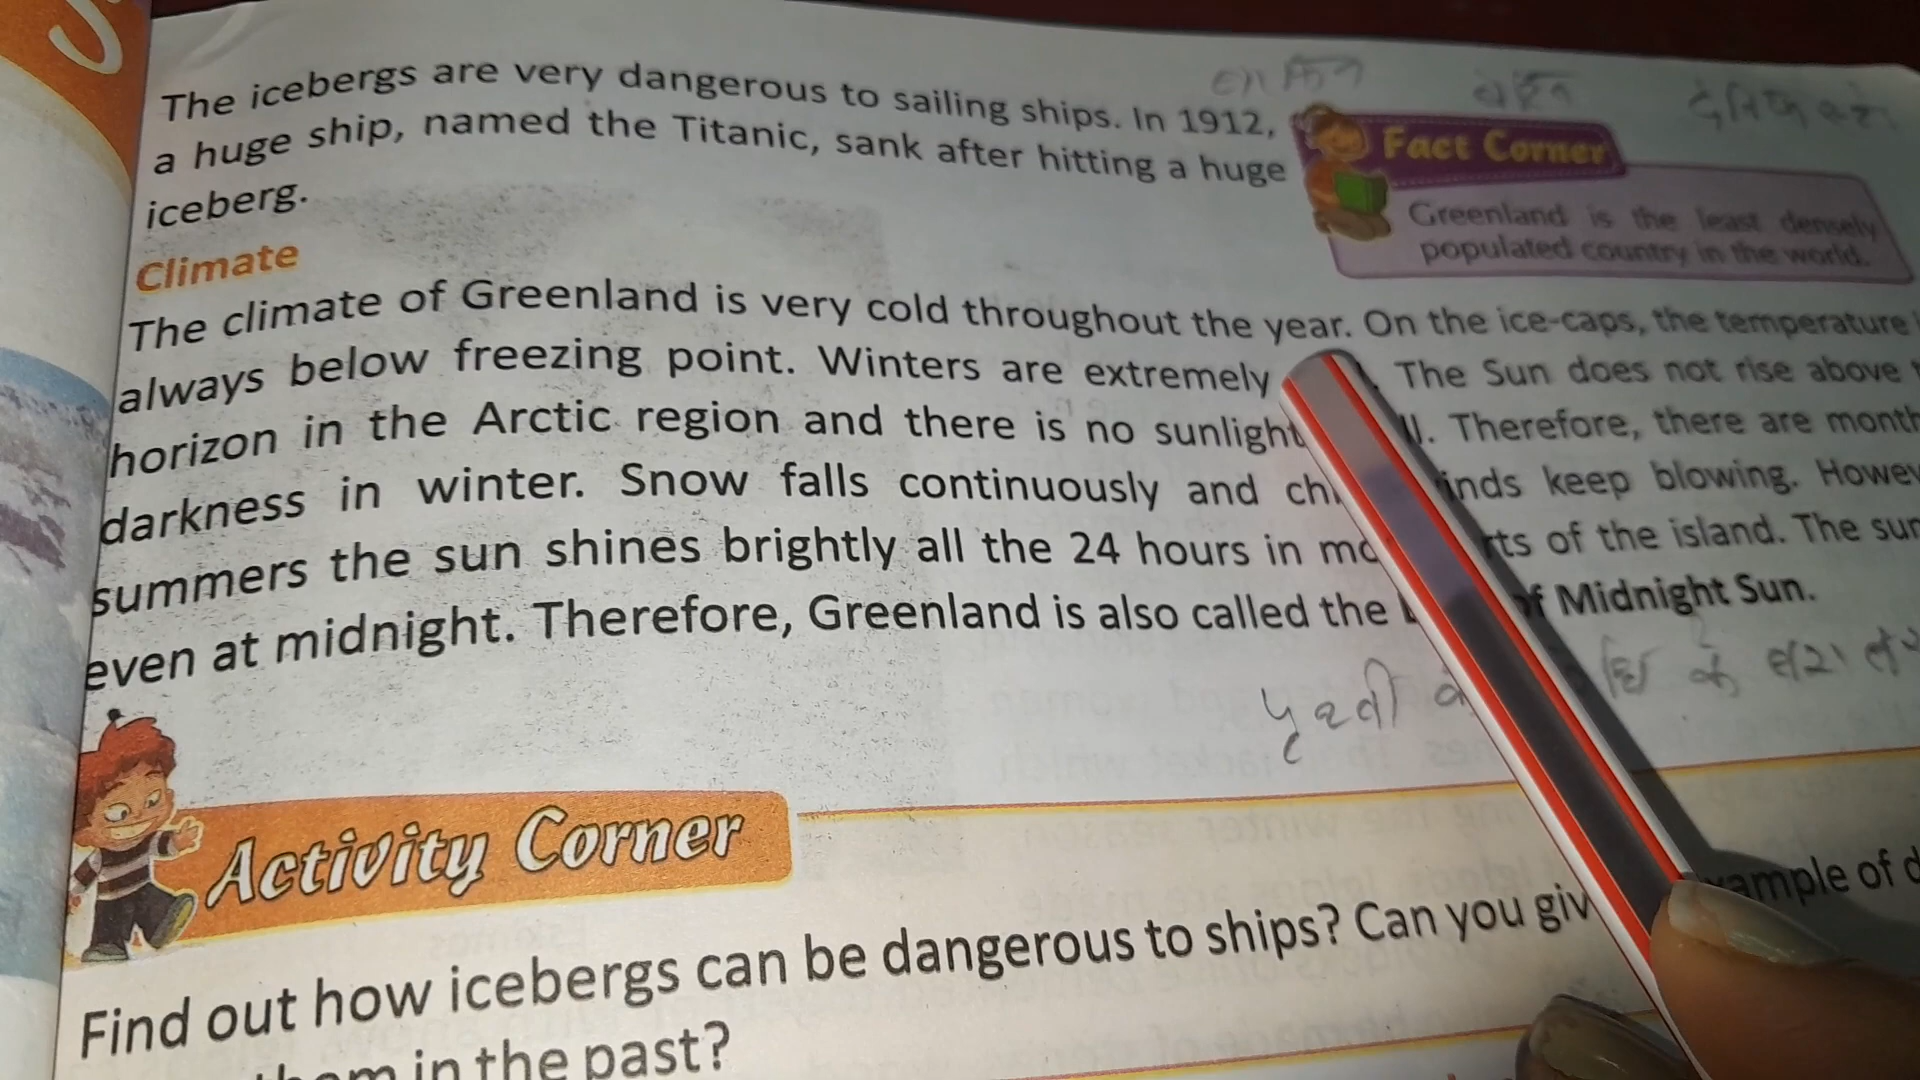 The icebergs are very dangerous to sailing ships. In 1912,
a huge ship, named the Titanic, sank after hitting a huge
iceberg.
Fact Corner
Greenland is the least densely
populated country in the world.
Climate
The climate of Greenland is very cold throughout the year. On the ice-caps, the temperature
always below freezing point. Winters are extremely The Sun does not rise above
horizon in the Arctic region and there is no sunlight Therefore, there are month
darkness in winter. Snow falls continuously and keep blowing. Howev
summers the sun shines brightly all the 24 hours in of the island. The sun
even at midnight. Therefore, Greenland is also called the of Midnight Sun.
Activity Corner
Find out how icebergs can be dangerous to ships? Can you giv ample of d
them in the past?